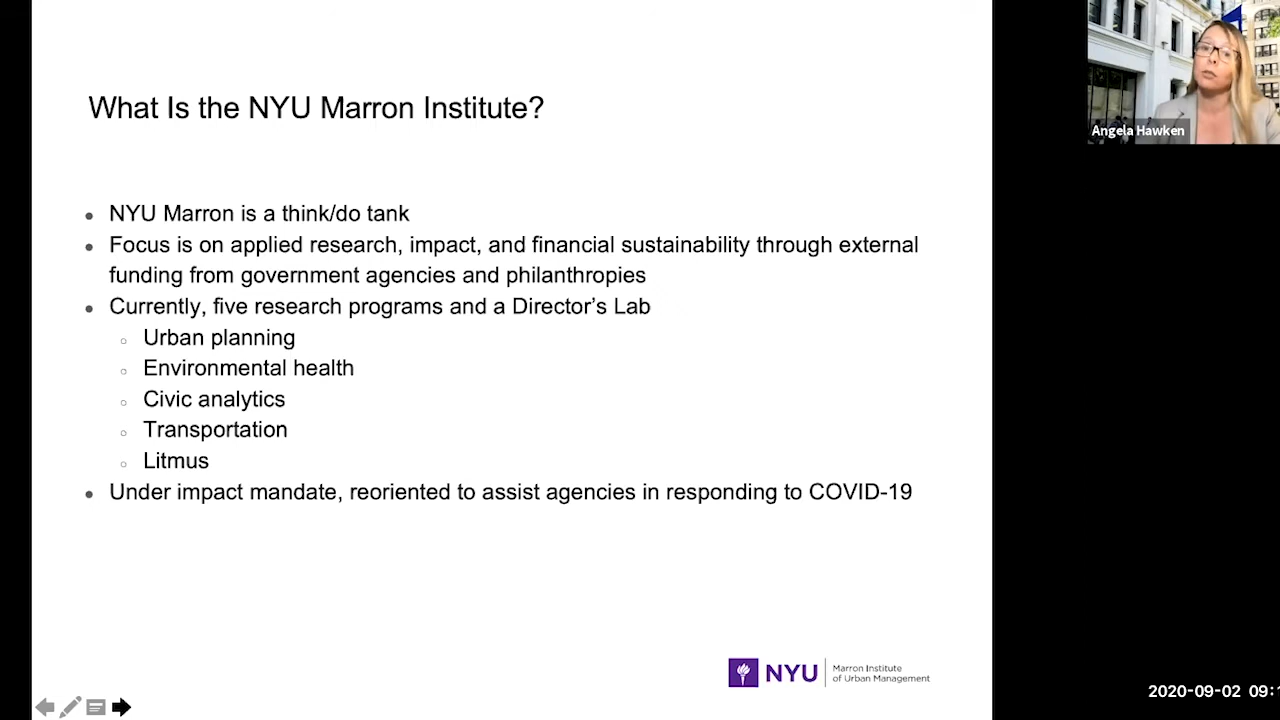 What Is the NYU Marron Institute?
Angela Hawken
● NYU Marron is a think/do tank
● Focus is on applied research, impact, and financial sustainability through external
funding from government agencies and philanthropies
● Currently, five research programs and a Director’s Lab
○ Urban planning
○ Environmental health
○ Civic analytics
○ Transportation
○ Litmus
● Under impact mandate, reoriented to assist agencies in responding to COVID-19
NYU
Marron Institute
of Urban Management
2020-09-02 09:1